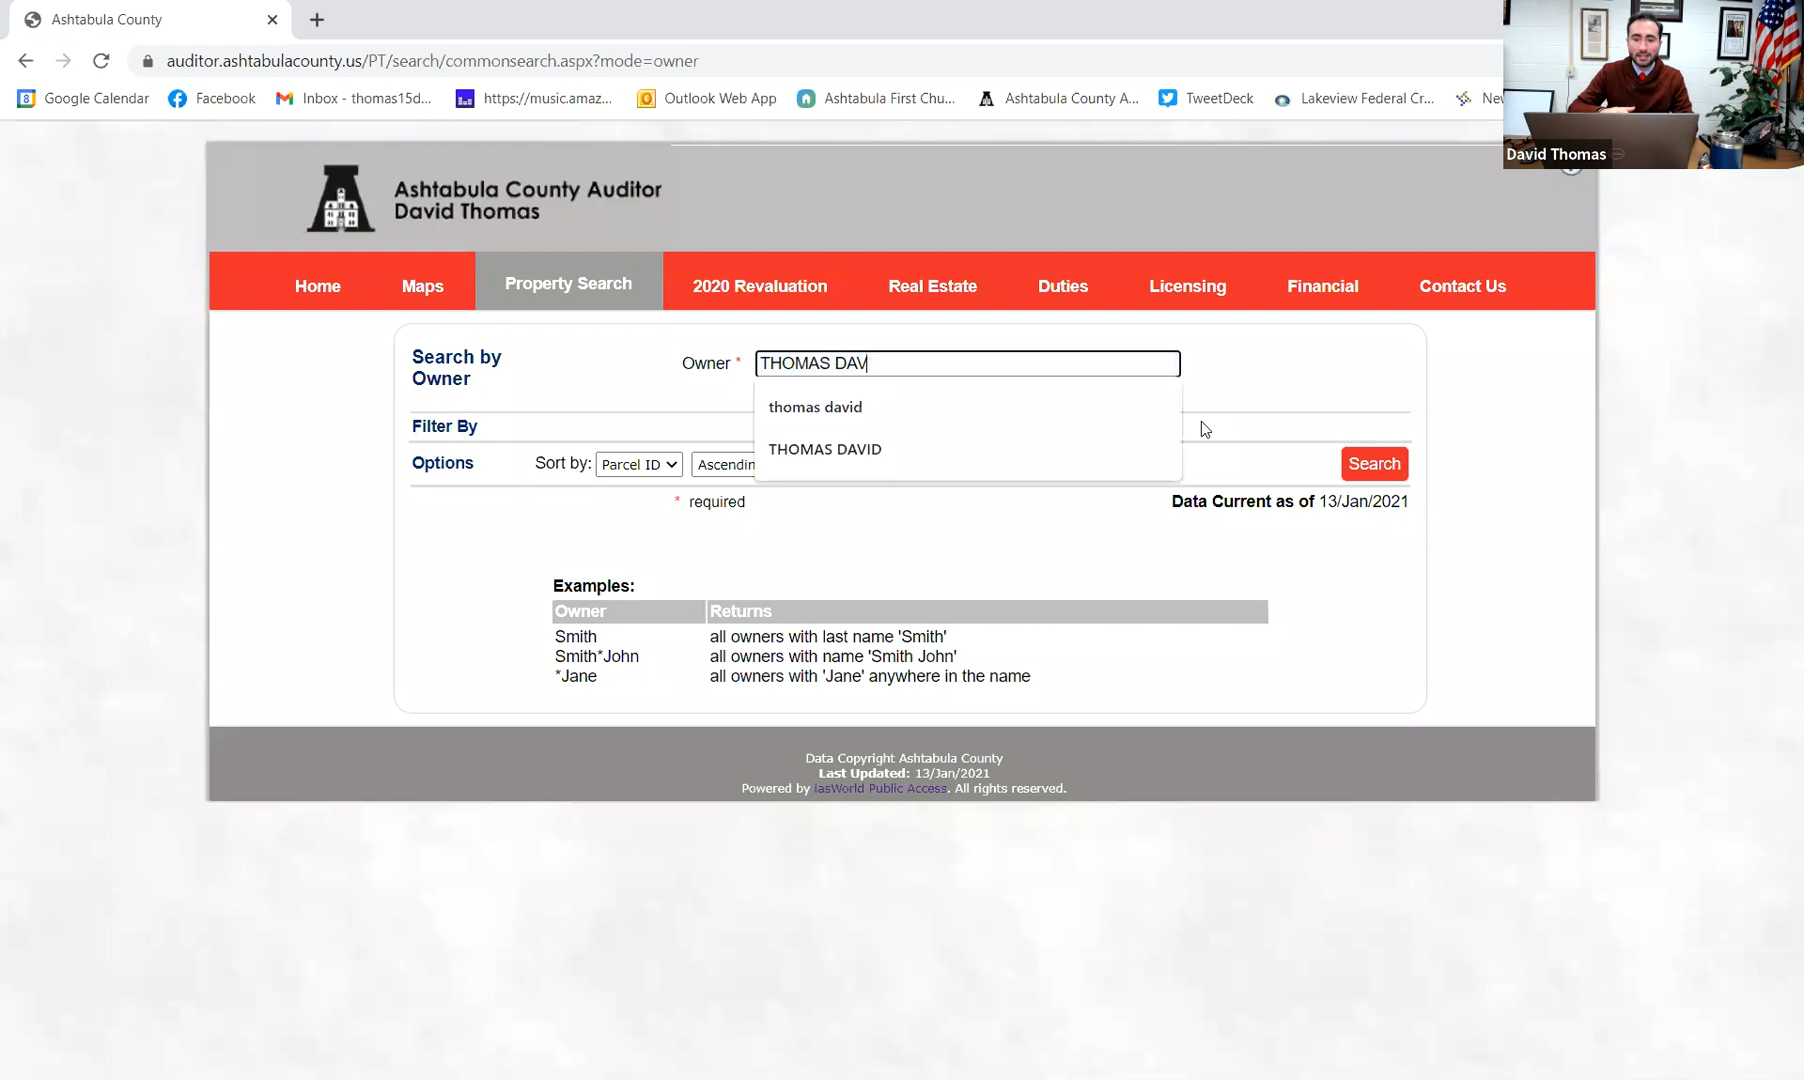 Ashtabula County
auditor.ashtabulacounty.us/PT/search/commonsearch.aspx?mode=owner
Google Calendar Facebook Inbox - thomas15d... https://music.amaz... Outlook Web App Ashtabula First Chu... Ashtabula County A... TweetDeck Lakeview Federal Cr... New
David Thomas
Ashtabula County Auditor
David Thomas
Home Maps Property Search 2020 Revaluation Real Estate Duties Licensing Financial Contact Us
Search by
Owner
Owner * THOMAS DAV
thomas david
THOMAS DAVID
Filter By
Options Sort by: Parcel ID Ascendin Search
* required Data Current as of 13/Jan/2021
Examples:
Owner Returns
Smith all owners with last name 'Smith'
Smith*John all owners with name 'Smith John'
*Jane all owners with 'Jane' anywhere in the name
Data Copyright Ashtabula County
Last Updated: 13/Jan/2021
Powered by iasWorld Public Access. All rights reserved.